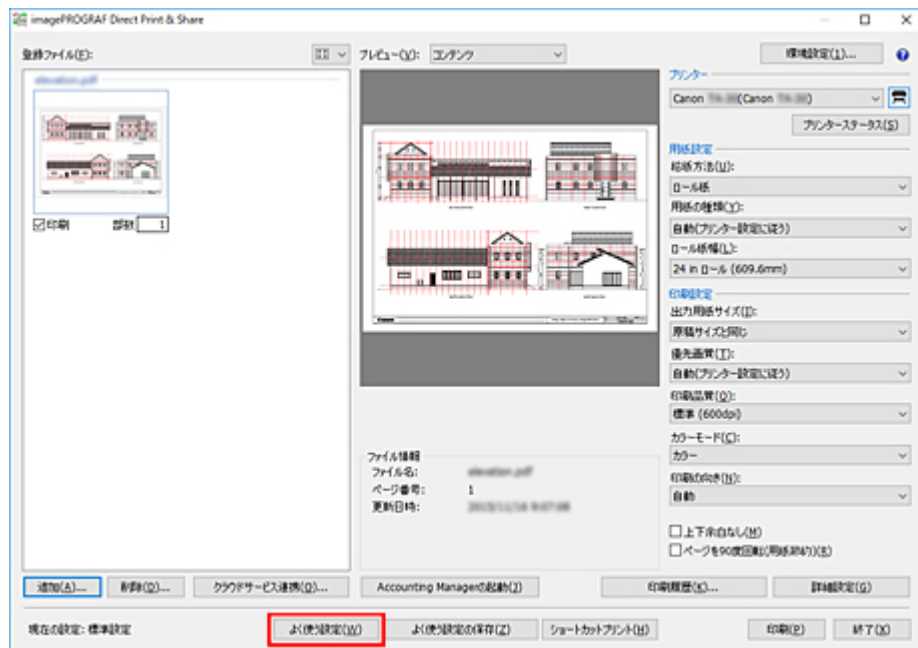 imagePROGRAF Direct Print & Share
登録ファイル(F):
プレビュー(V):
コンテンツ
環境設定(1)...
elevation.pdf
印刷
部数
1
プリンター
Canon (Canon )
プリンターステータス(S)
用紙設定
給紙方法(U):
ロール紙
用紙の種類(Y):
自動(プリンター設定に従う)
ロール紙幅(L):
24 in ロール (609.6mm)
印刷設定
出力用紙サイズ(I):
原稿サイズと同じ
優先画質(T):
自動(プリンター設定に従う)
印刷品質(Q):
標準 (600dpi)
カラーモード(C):
カラー
印刷の向き(N):
自動
上下余白なし(M)
ページを90度回転(用紙節約)(R)
ファイル情報
ファイル名:
elevation.pdf
ページ番号:
1
更新日時:
追加(A)...
削除(D)...
クラウドサービス連携(O)...
Accounting Managerの起動(J)
印刷履歴(K)...
詳細設定(G)
現在の設定: 標準設定
よく使う設定(W)
よく使う設定の保存(Z)
ショートカットプリント(H)
印刷(P)
終了(X)